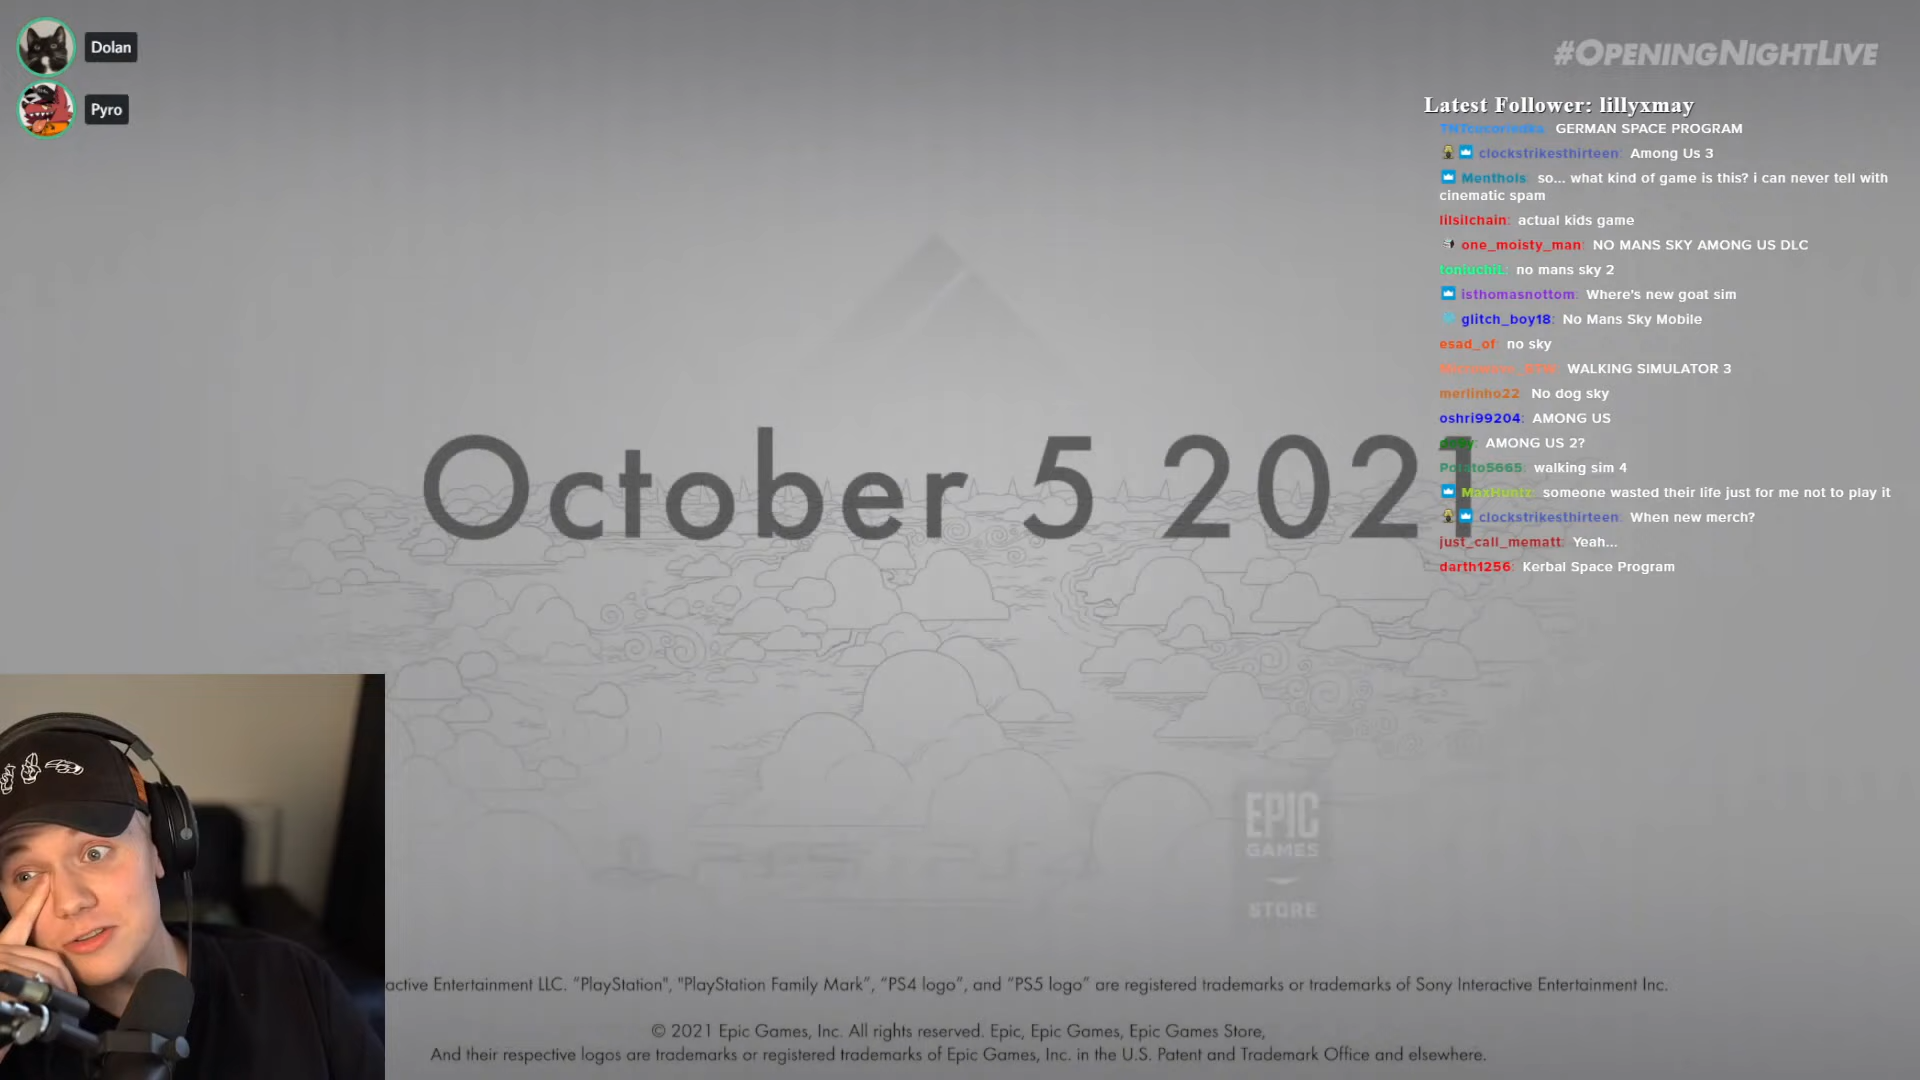 Dolan
Pyro
#OPENINGNIGHTLIVE
Latest Follower: lillyxmay
GERMAN SPACE PROGRAM
clockstrikesthirteen: Among Us 3
Menthols so... what kind of game is this? i can never tell with
cinematic spam
lilsilchain: actual kids game
one_moisty_man: NO MANS SKY AMONG US DLC
no mans sky 2
isthomasnottom: Where's new goat sim
glitch_boy18: No Mans Sky Mobile
esad_of no sky
WALKING SIMULATOR 3
merlinho22 No dog sky
oshri99204: AMONG US
AMONG US 2?
Potato5665: walking sim 4
MaxHuntz: someone wasted their life just for me not to play it
clockstrikesthirteen: When new merch?
just_call_mematt: Yeah...
darth1256: Kerbal Space Program
October 5 2021
EPIC
GAMES
STORE
active Entertainment LLC. “PlayStation", "PlayStation Family Mark”, “PS4 logo”, and “PS5 logo” are registered trademarks or trademarks of Sony Interactive Entertainment Inc.
© 2021 Epic Games, Inc. All rights reserved. Epic, Epic Games, Epic Games Store,
And their respective logos are trademarks or registered trademarks of Epic Games, Inc. in the U.S. Patent and Trademark Office and elsewhere.